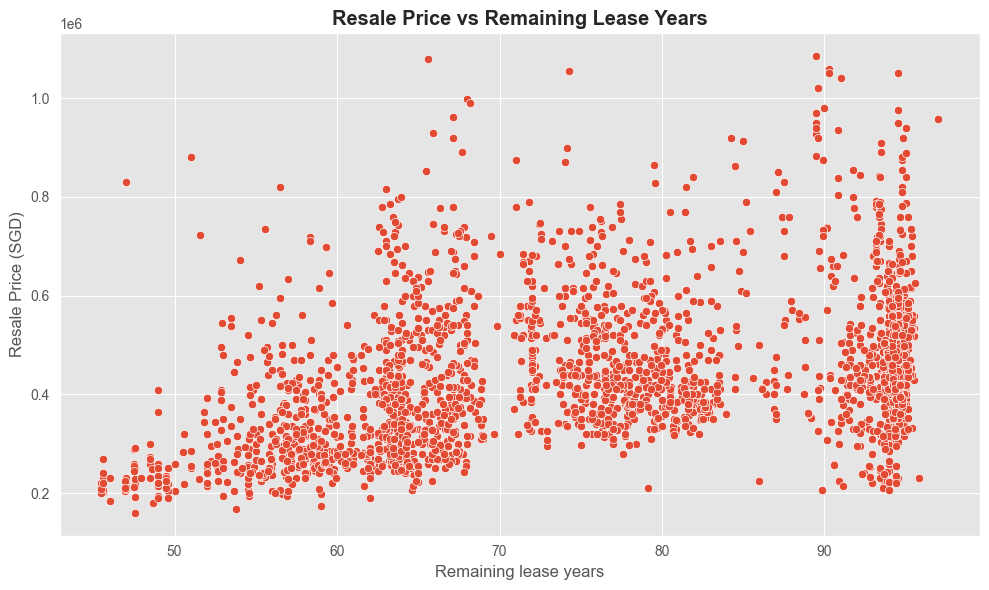 Resale Price vs Remaining Lease Years
1e6
1.0
0.8
0.6
0.4
0.2
Resale Price (SGD)
50 60 70 80 90
Remaining lease years